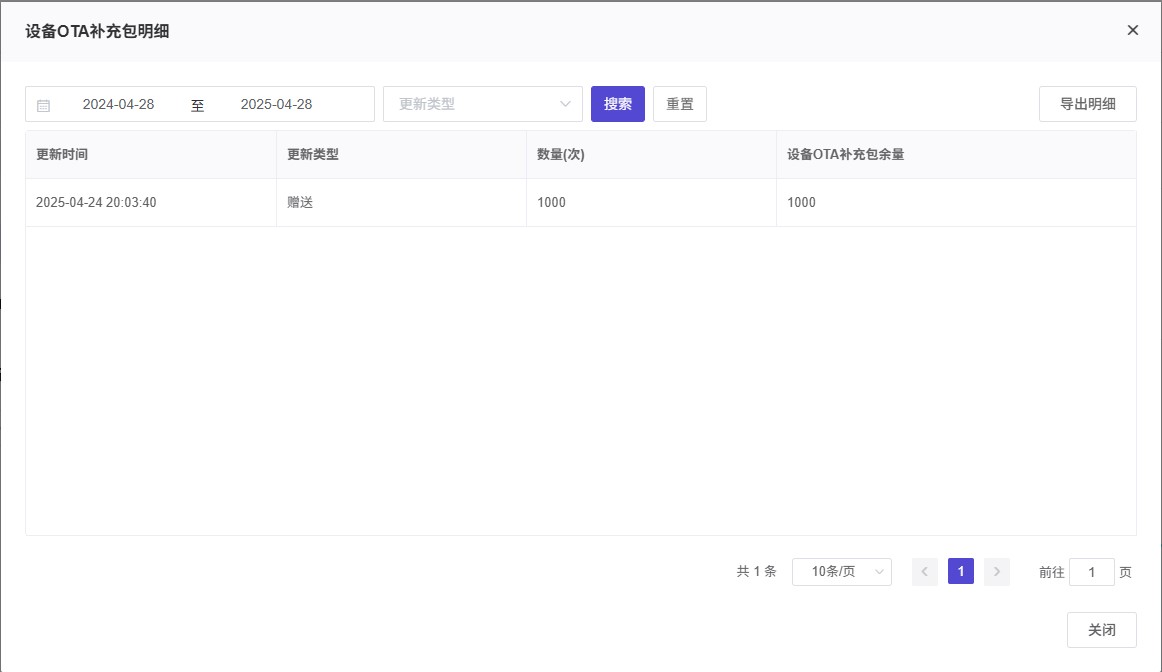 设备OTA补充包明细
2024-04-28 至 2025-04-28 更新类型 搜索 重置 导出明细
更新时间 更新类型 数量(次) 设备OTA补充包余量
2025-04-24 20:03:40 赠送 1000 1000
共 1 条 10条/页 1 前往 1 页
关闭